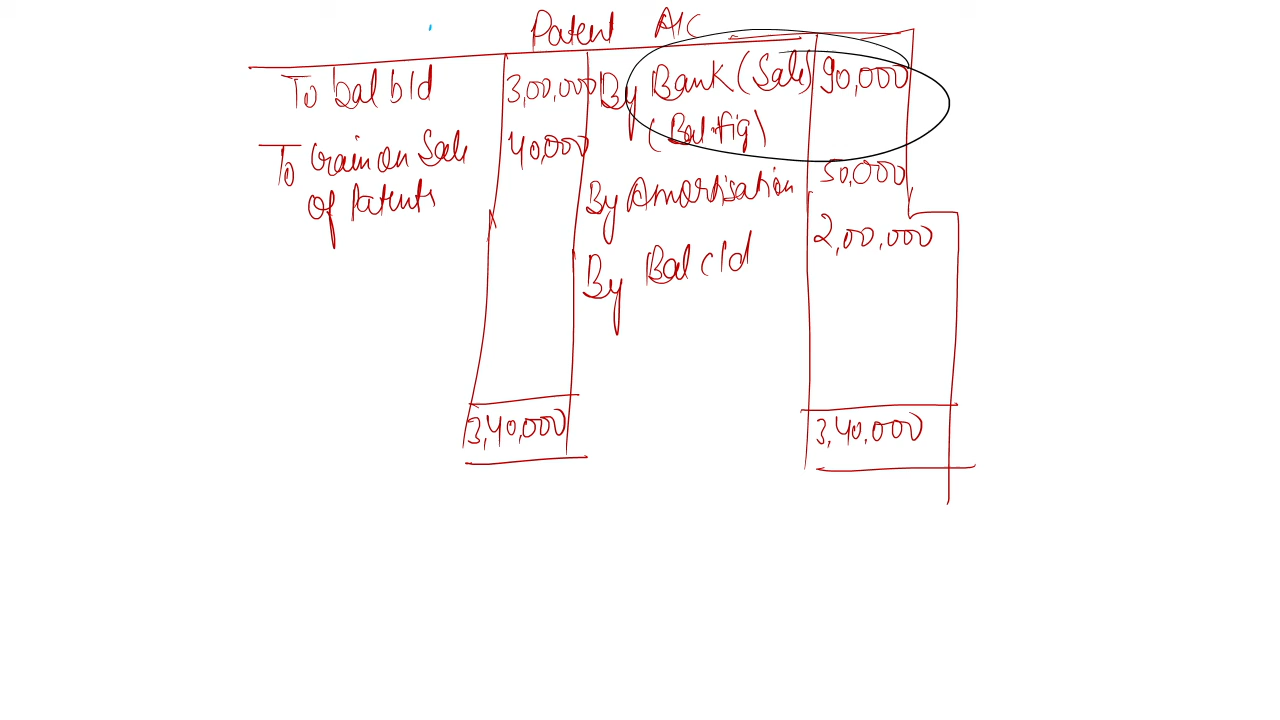 Patent A/C
To bal b/d 3,00,000 By Bank (Sale) 90,000
(Bal. fig)
To Gain on Sale 40,000
of Patents
By Amortisation 50,000
By Bal c/d 2,00,000
3,40,000 3,40,000